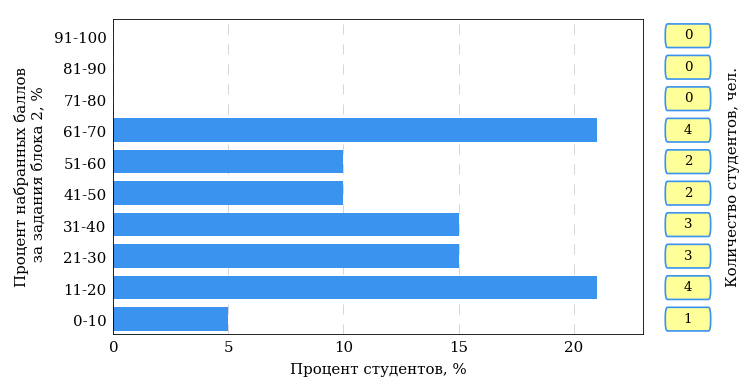 Процент набранных баллов
за задания блока 2, %
91-100 0
81-90 0
71-80 0
61-70 4
51-60 2
41-50 2
31-40 3
21-30 3
11-20 4
0-10 1
0 5 10 15 20
Процент студентов, %
Количество студентов, чел.